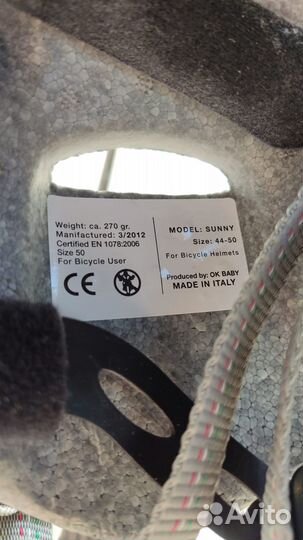 Weight: ca. 270 gr.
Manifactured: 3/2012
Certified EN 1078:2006
Size 50
For Bicycle User
CE
MODEL: SUNNY
Size: 44-50
For Bicycle Helmets
Produced by: OK BABY
MADE IN ITALY
Avito